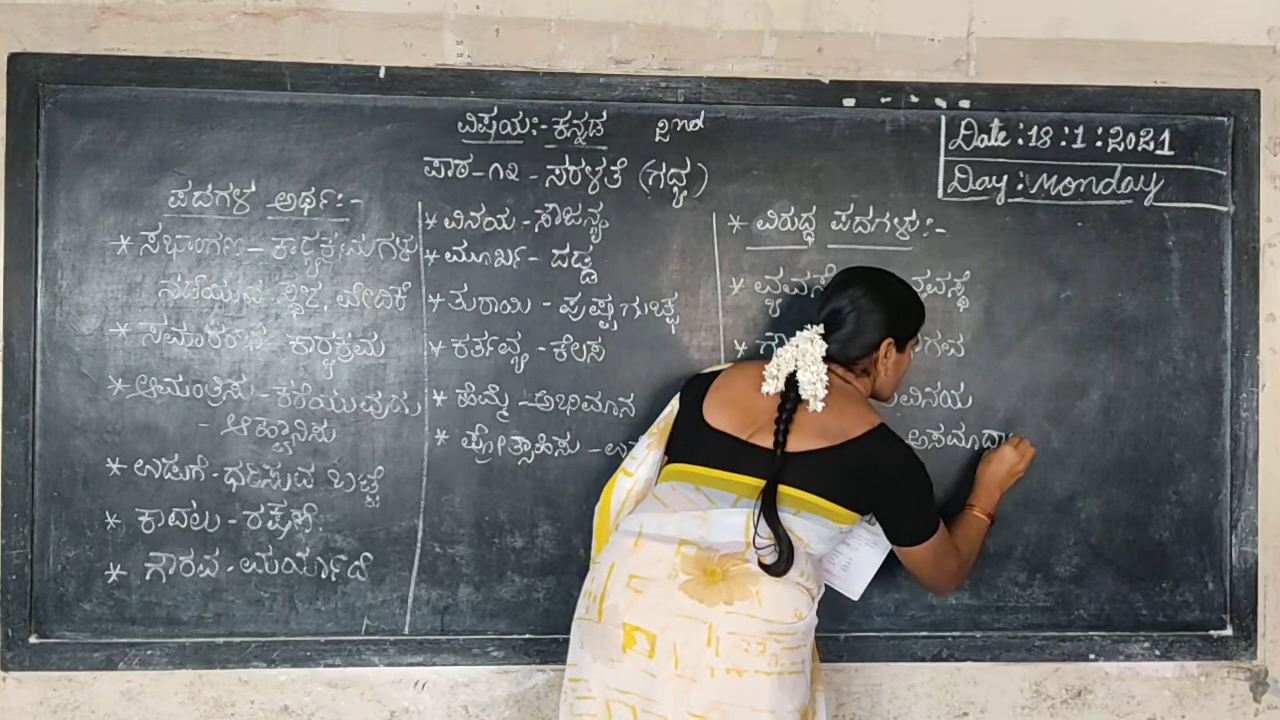 ವಿಷಯ:- ಕನ್ನಡ 2nd
ಪಾಠ-೧೩ - ಸರಳತೆ (ಗದ್ಯ)
Date:18:1:2021
Day:Monday
ಪದಗಳ ಅರ್ಥ:-
* ಸಭಾಂಗಣ - ಕಾರ್ಯಕ್ರಮಗಳು
ನಡೆಯುವ ಸ್ಥಳ, ವೇದಿಕೆ
* ಸಮಾರಂಭ ಕಾರ್ಯಕ್ರಮ
* ಆಮಂತ್ರಿಸು - ಕರೆಯುವುದು
- ಆಹ್ವಾನಿಸು
* ಉಡುಗೆ - ಧರಿಸುವ ಬಟ್ಟೆ
* ಕಾವಲು - ರಕ್ಷಣೆ
* ಗೌರವ - ಮರ್ಯಾದೆ
* ವಿನಯ - ಸೌಜನ್ಯ
* ಮೂರ್ಖ - ದಡ್ಡ
* ತುರಾಯಿ - ಪುಷ್ಪಗುಚ್ಛ
* ಕರ್ತವ್ಯ - ಕೆಲಸ
* ಹೆಮ್ಮೆ - ಅಭಿಮಾನ
* ಪ್ರೋತ್ಸಾಹಿಸು -
* ವಿರುದ್ಧ ಪದಗಳು:-
* ವ್ಯವಸ್ಥೆ
*
ಅವಿನಯ